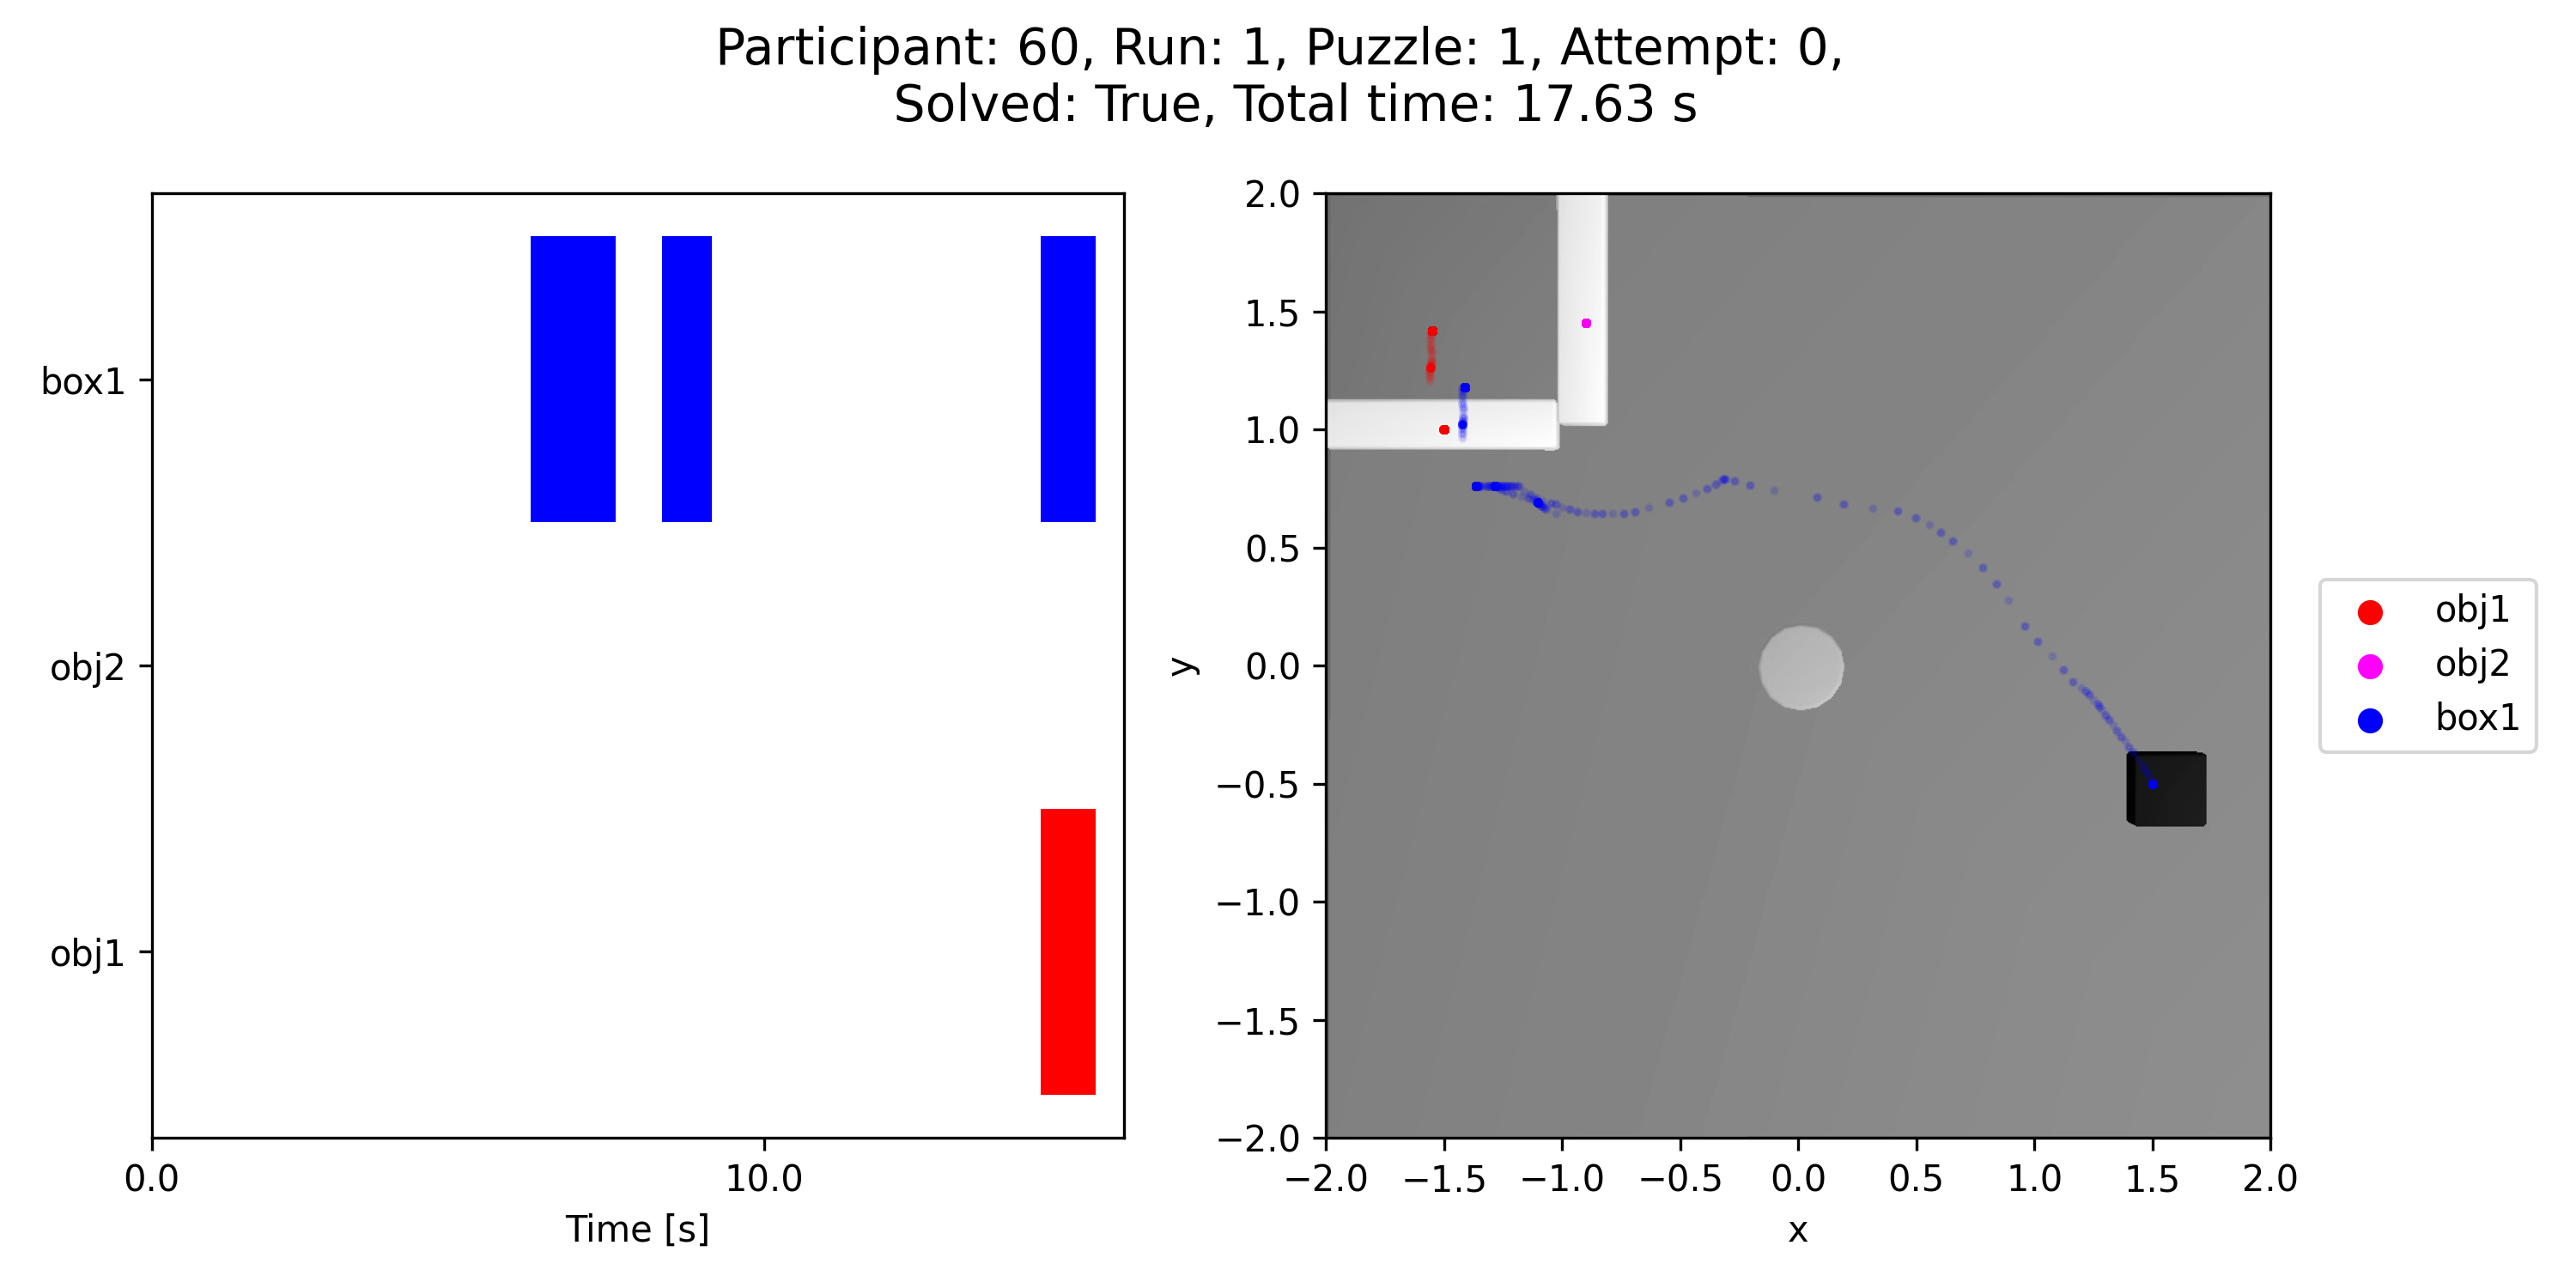 Participant: 60, Run: 1, Puzzle: 1, Attempt: 0,
Solved: True, Total time: 17.63 s
box1
obj2
obj1
0.0
10.0
Time [s]
2.0
1.5
1.0
0.5
0.0
−0.5
−1.0
−1.5
−2.0
y
−2.0
−1.5
−1.0
−0.5
0.0
0.5
1.0
1.5
2.0
x
obj1
obj2
box1